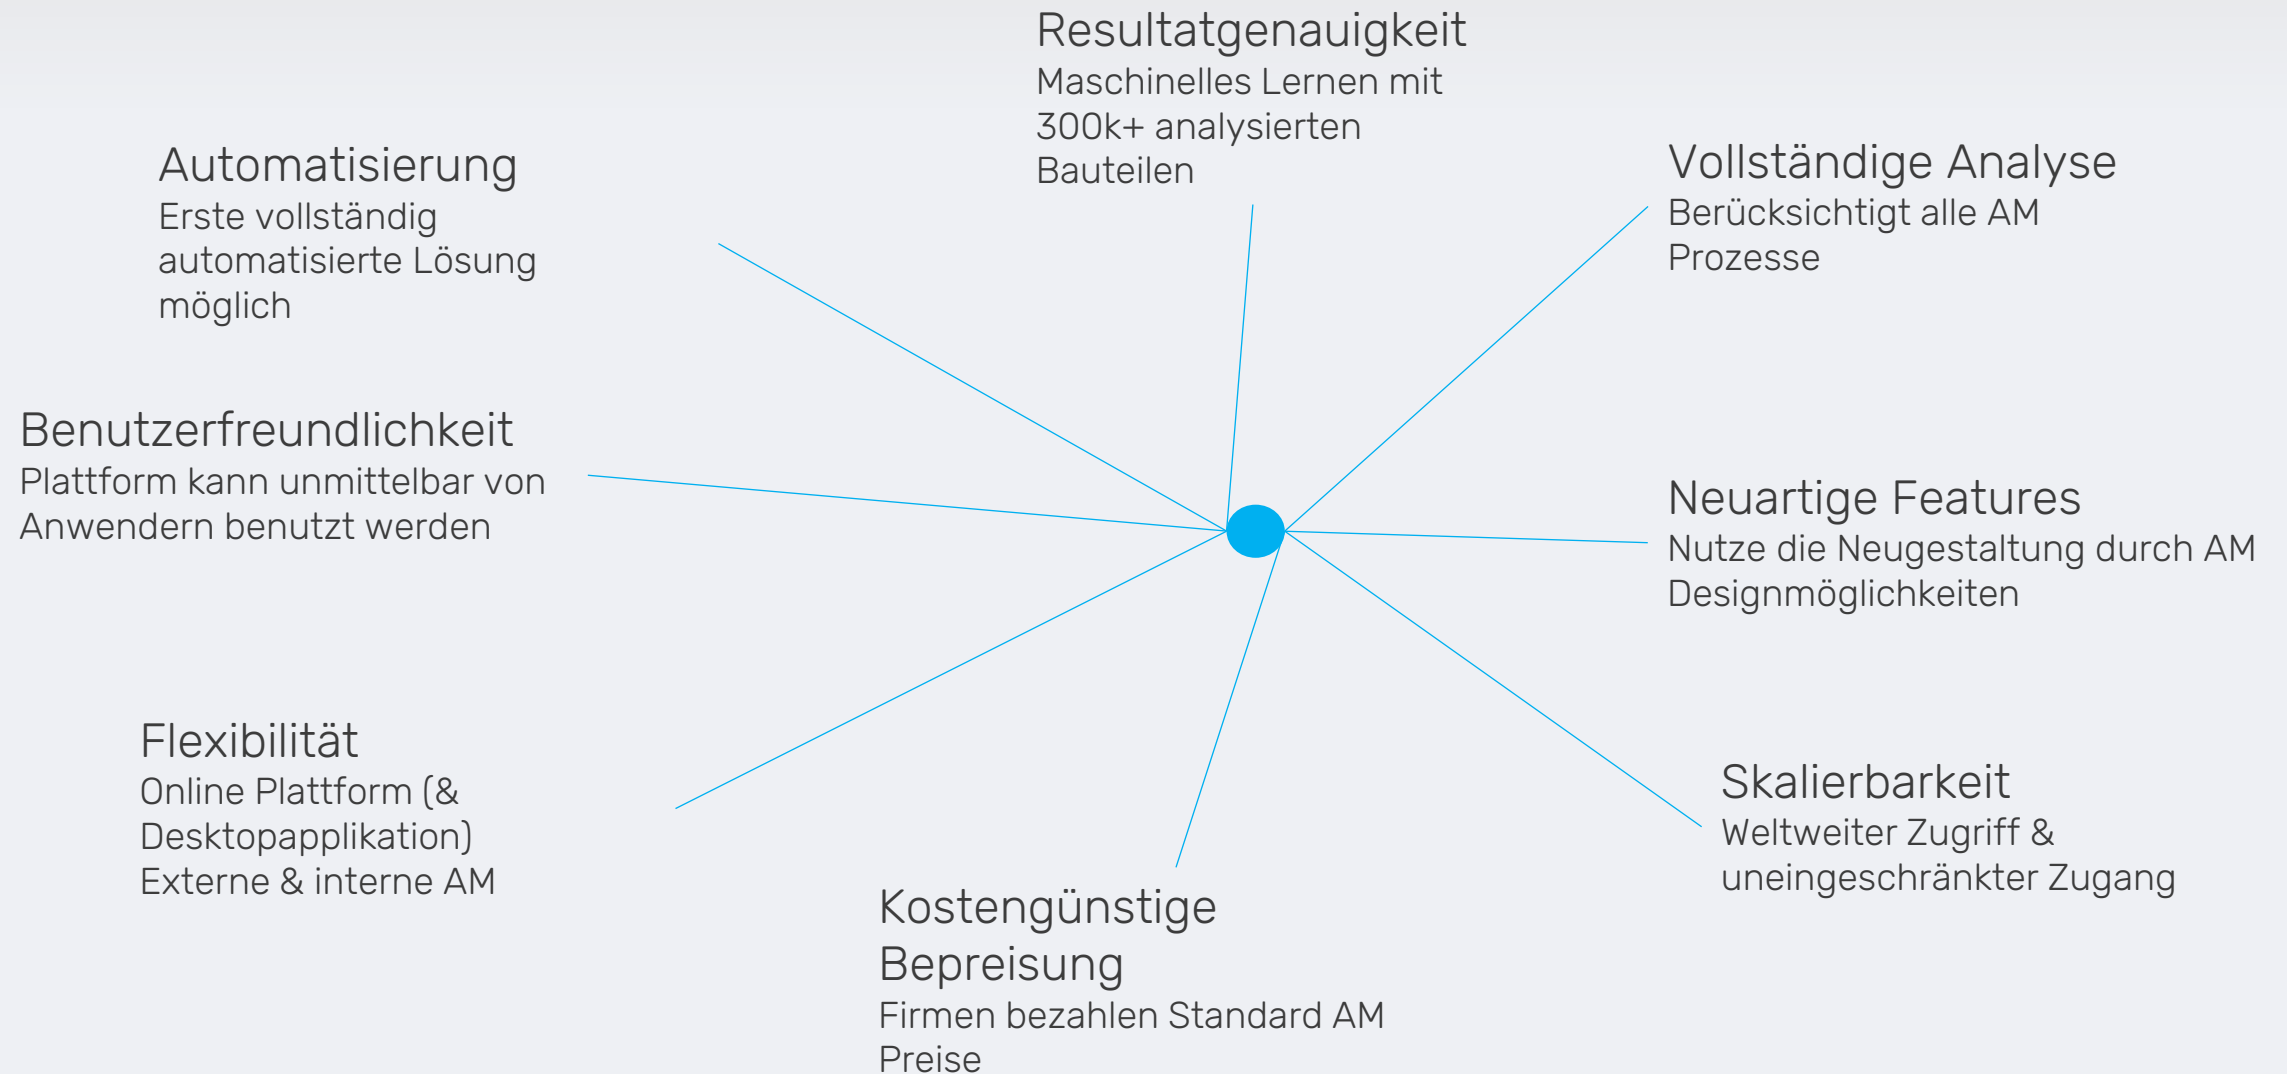 Resultatgenauigkeit
Maschinelles Lernen mit
300k+ analysierten
Bauteilen
Automatisierung
Erste vollständig
automatisierte Lösung
möglich
Vollständige Analyse
Berücksichtigt alle AM
Prozesse
Benutzerfreundlichkeit
Plattform kann unmittelbar von
Anwendern benutzt werden
Neuartige Features
Nutze die Neugestaltung durch AM
Designmöglichkeiten
Flexibilität
Online Plattform (&
Desktopapplikation)
Externe & interne AM
Skalierbarkeit
Weltweiter Zugriff &
uneingeschränkter Zugang
Kostengünstige
Bepreisung
Firmen bezahlen Standard AM
Preise